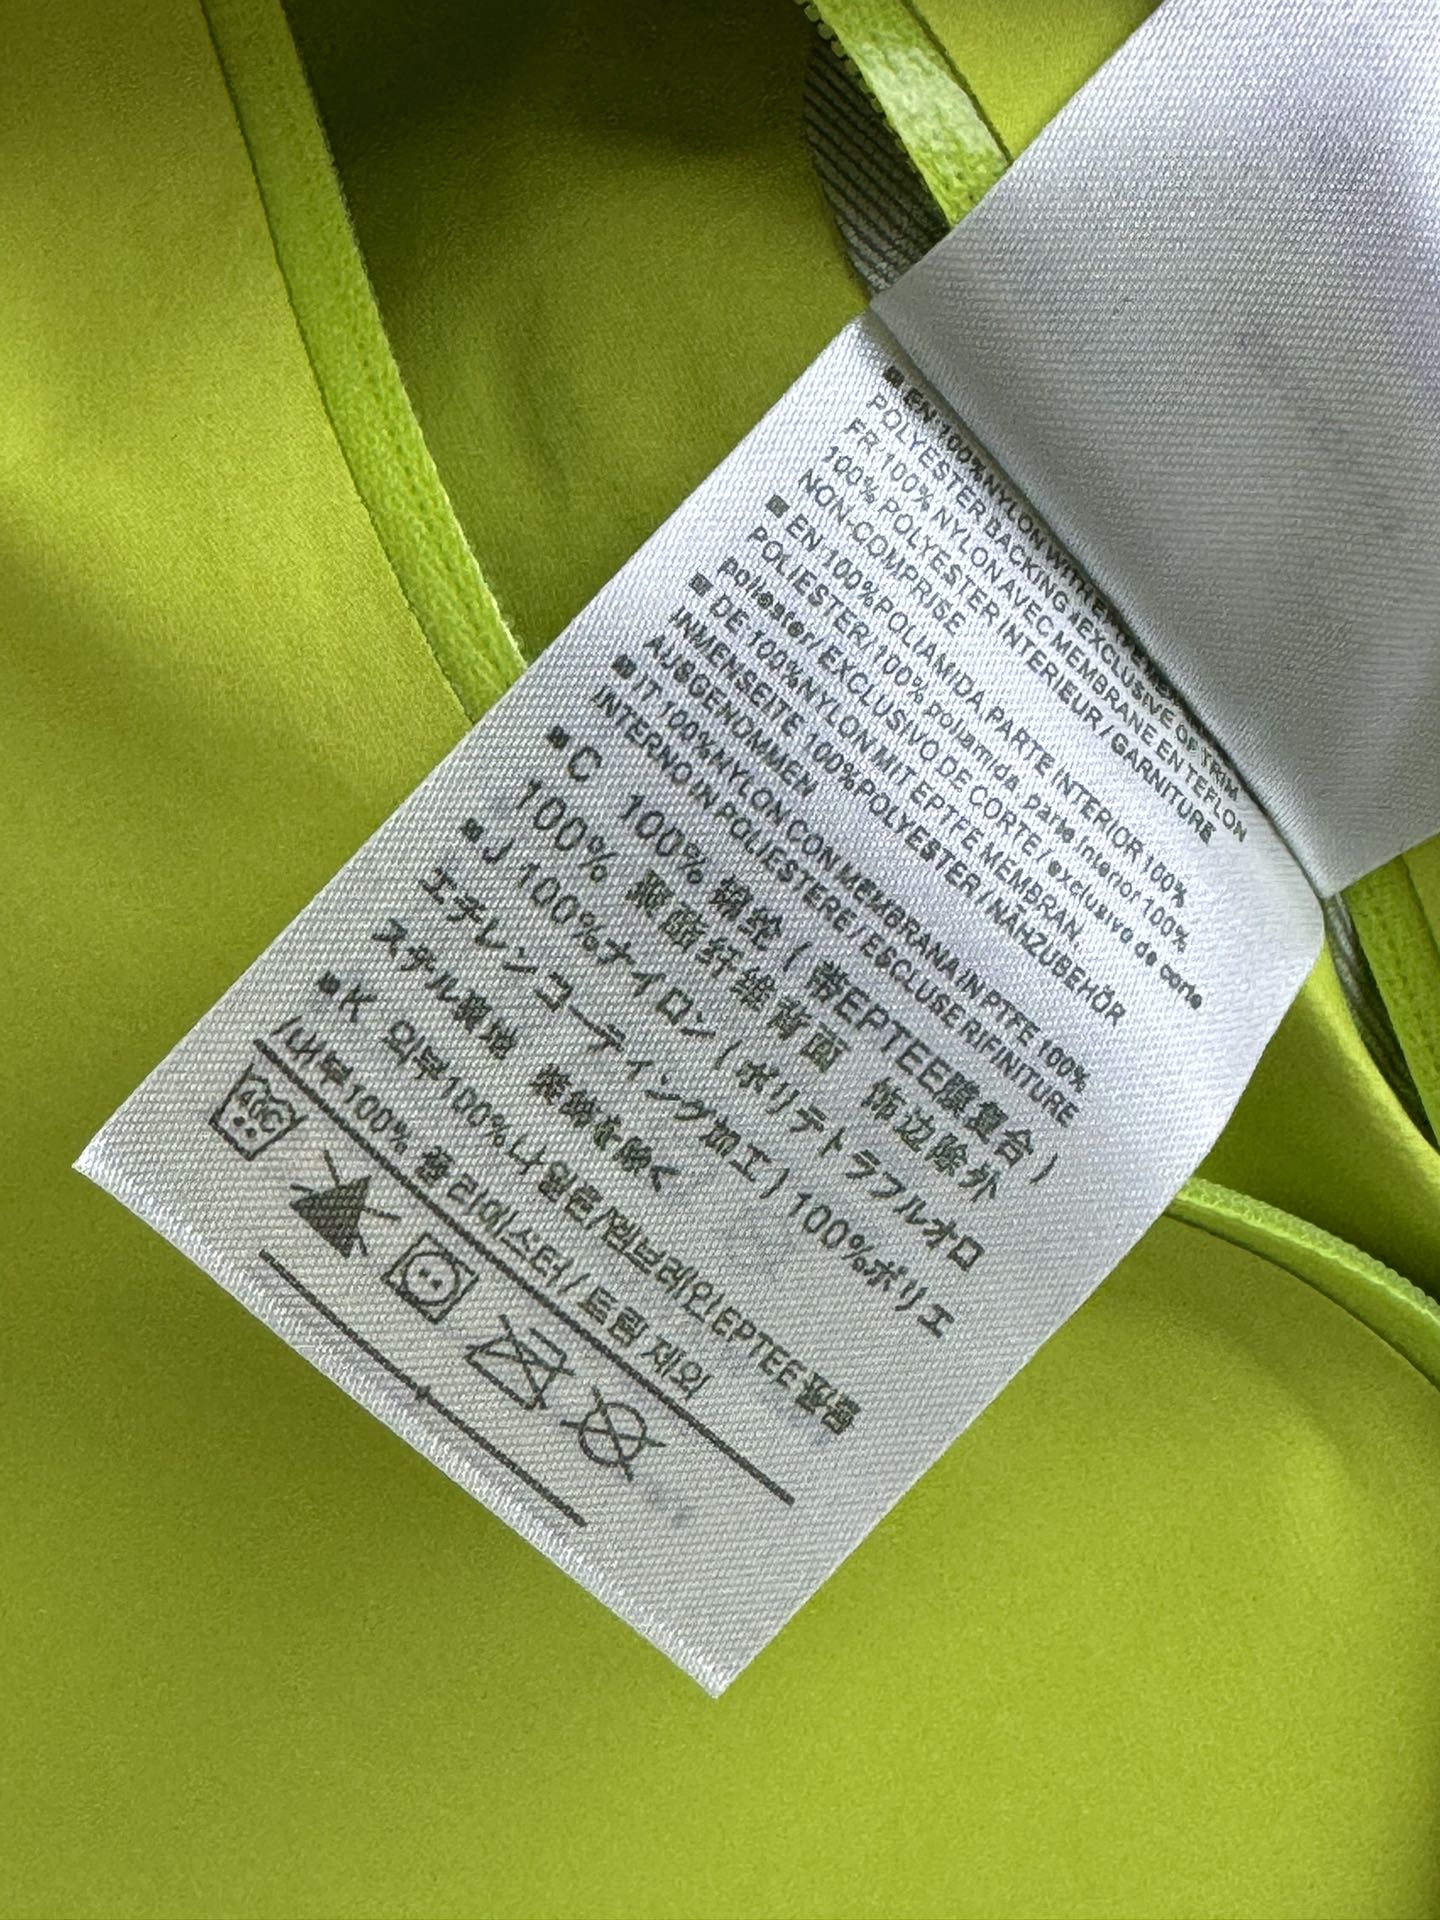 EN 100%NYLON WITH
POLYESTER BACKING /EXCLUSIVE OF TRIM
FR 100% NYLON AVEC MEMBRANE EN TEFLON
100% POLYESTER INTERIEUR / GARNITURE
NON-COMPRISE
EN 100%POLIAMIDA PARTE INTERIOR 100%
POLIESTER/100% poliamida, parte interior 100%
poliester/ EXCLUSIVO DE CORTE / exclusivo de corte
DE 100%NYLON MIT EPTFE MEMBRAN,
INMENSEITE 100%POLYESTER / NÄHZUBEHÖR
AUSGENDOMMEN
IT 100%NYLON CON MEMBRANA IN PTFE 100%
INTERNO IN POLIESTERE / ESCLUSE RIFINITURE
C 100% 锦纶 ( 带EPTEE膜复合 )
100% 聚酯纤维背面 饰边除外
J 100%ナイロン ( ポリテトラフルオロ
エチレンコーティング加工 ) 100%ポリエ
ステル裏地 装飾を除く
K 외부100%나일론/멤브레인EPTEE 필름
/내부100% 폴리에스터 / 트림 제외
40C